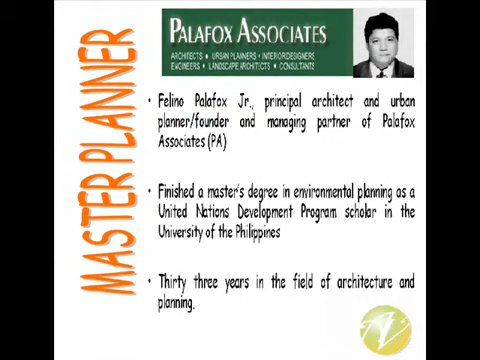 MASTER PLANNER
PALAFOX ASSOCIATES
ARCHITECTS • URBAN PLANNERS • INTERIOR DESIGNERS
ENGINEERS • LANDSCAPE ARCHITECTS • CONSULTANTS
• Felino Palafox Jr., principal architect and urban
planner/founder and managing partner of Palafox
Associates (PA)
• Finished a master's degree in environmental planning as a
United Nations Development Program scholar in the
University of the Philippines
• Thirty three years in the field of architecture and
planning.